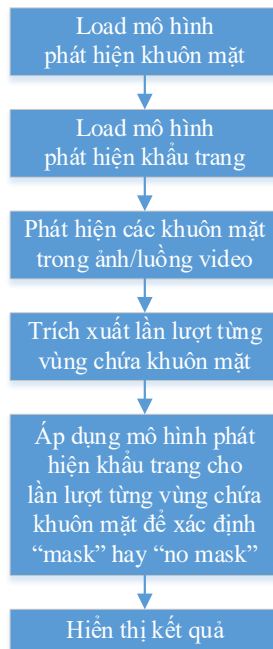 Load mô hình
phát hiện khuôn mặt
Load mô hình
phát hiện khẩu trang
Phát hiện các khuôn mặt
trong ảnh/luồng video
Trích xuất lần lượt từng
vùng chứa khuôn mặt
Áp dụng mô hình phát
hiện khẩu trang cho
lần lượt từng vùng chứa
khuôn mặt để xác định
“mask” hay “no mask”
Hiển thị kết quả